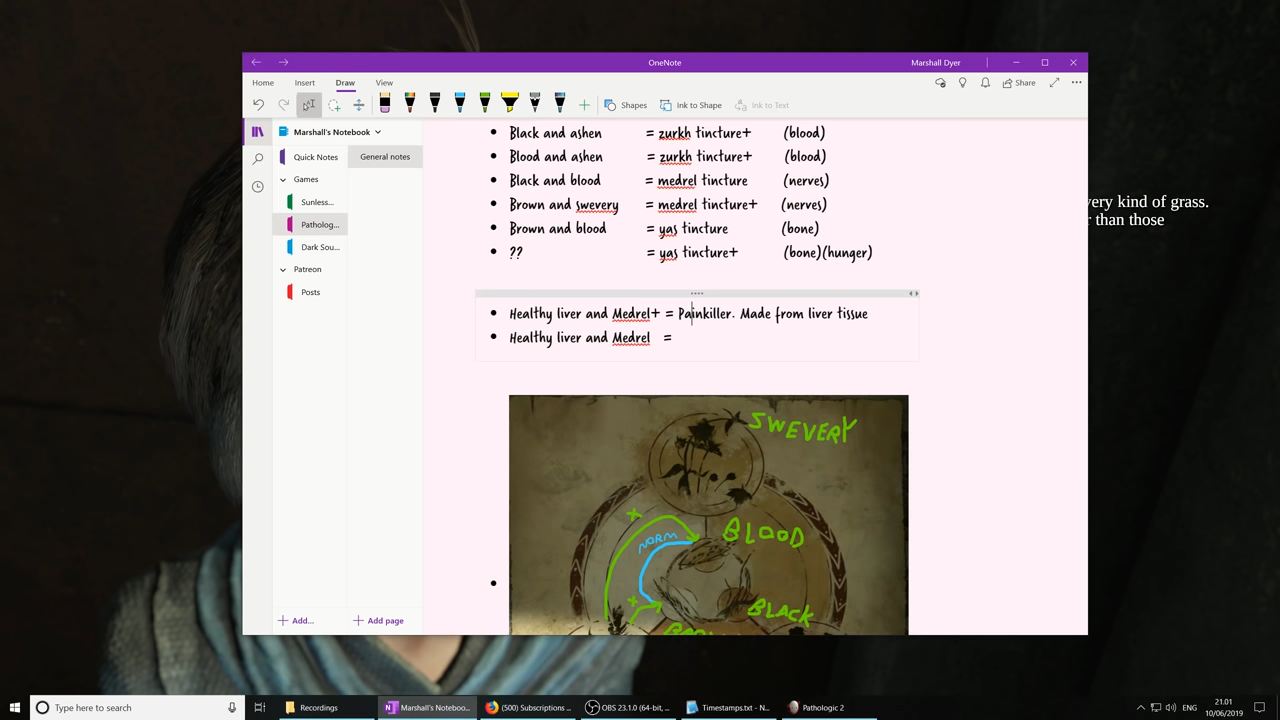 OneNote
Marshall Dyer
Home Insert Draw View
Share
Shapes Ink to Shape Ink to Text
Marshall's Notebook
Quick Notes
Games
Sunless...
Patholog...
Dark Sou...
Patreon
Posts
General notes
Black and ashen = zurkh tincture+ (blood)
Blood and ashen = zurkh tincture+ (blood)
Black and blood = medrel tincture (nerves)
Brown and swevery = medrel tincture+ (nerves)
Brown and blood = yas tincture (bone)
?? = yas tincture+ (bone)(hunger)
Healthy liver and Medrel+ = Painkiller. Made from liver tissue
Healthy liver and Medrel =
SWEVERY
+
NORM
BLOOD
+
BLACK
very kind of grass.
r than those
+ Add... + Add page
Type here to search
Recordings
Marshall's Noteboo...
(500) Subscriptions ...
OBS 23.1.0 (64-bit, ...
Timestamps.txt - N...
Pathologic 2
ENG
21.01
10/06/2019